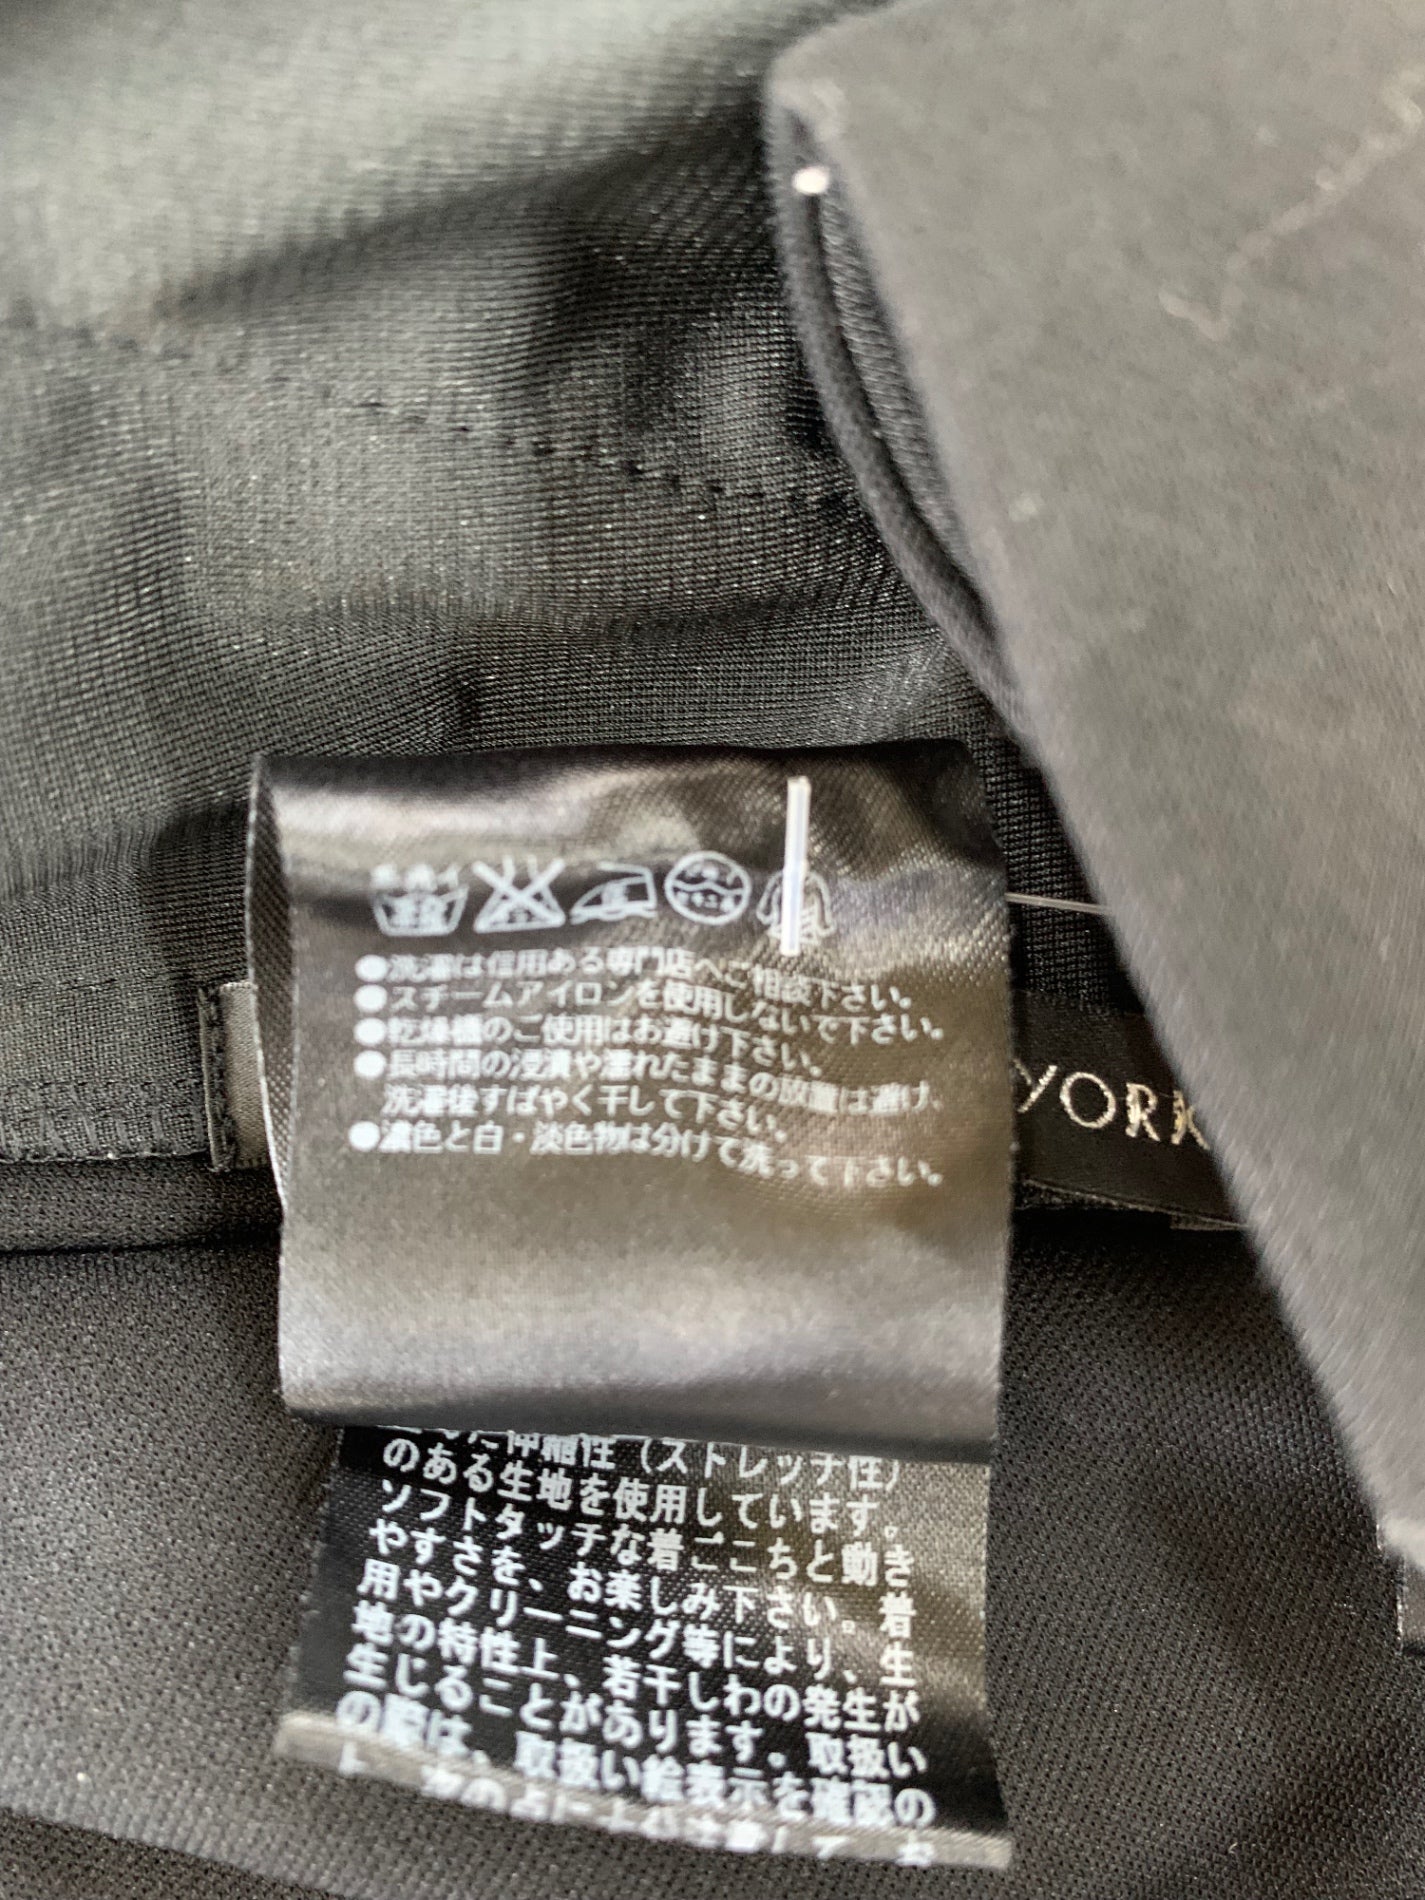 ●洗濯は信用ある専門店へご相談下さい。
●スチームアイロンを使用しないで下さい。
●乾燥機のご使用はお避け下さい。
●長時間の浸漬や濡れたままの放置は避け、
洗濯後すばやく干して下さい。
●濃色と白・淡色物は分けて洗って下さい。
YORK
伸縮性(ストレッチ性)
のある生地を使用しています。
ソフトタッチな着ごこちと動き
やすさを、お楽しみ下さい。着
用やクリーニング等により、生
地の特性上、若干しわの発生が
生じることがあります。取扱い
の際は、取扱い絵表示を確認の